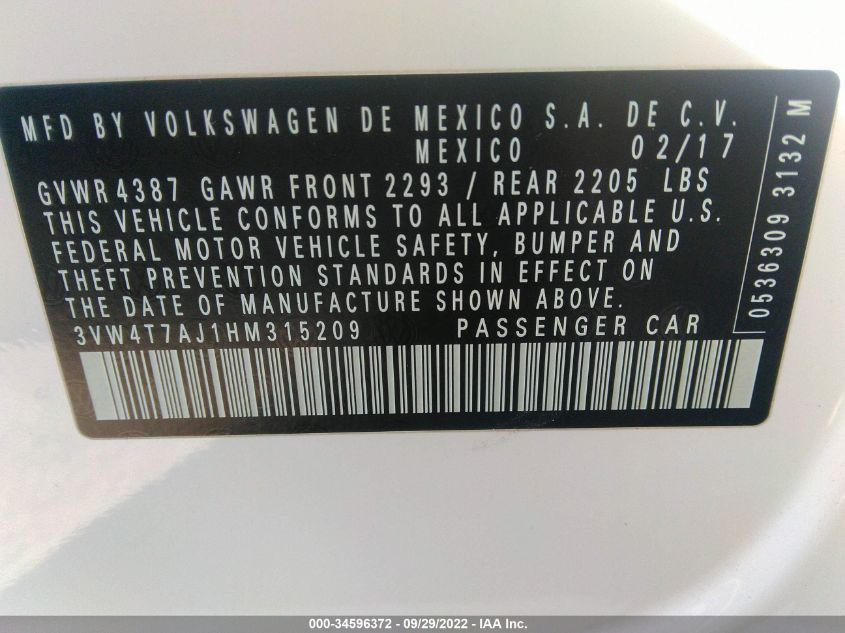 MFD BY VOLKSWAGEN DE MEXICO S.A. DE C.V.
MEXICO 02/17
GVWR 4387 GAWR FRONT 2293 / REAR 2205 LBS
THIS VEHICLE CONFORMS TO ALL APPLICABLE U.S.
FEDERAL MOTOR VEHICLE SAFETY, BUMPER AND
THEFT PREVENTION STANDARDS IN EFFECT ON
THE DATE OF MANUFACTURE SHOWN ABOVE.
3VW4T7AJ1HM315209 PASSENGER CAR
0536309 3132 M
000-34596372 - 09/29/2022 - IAA Inc.